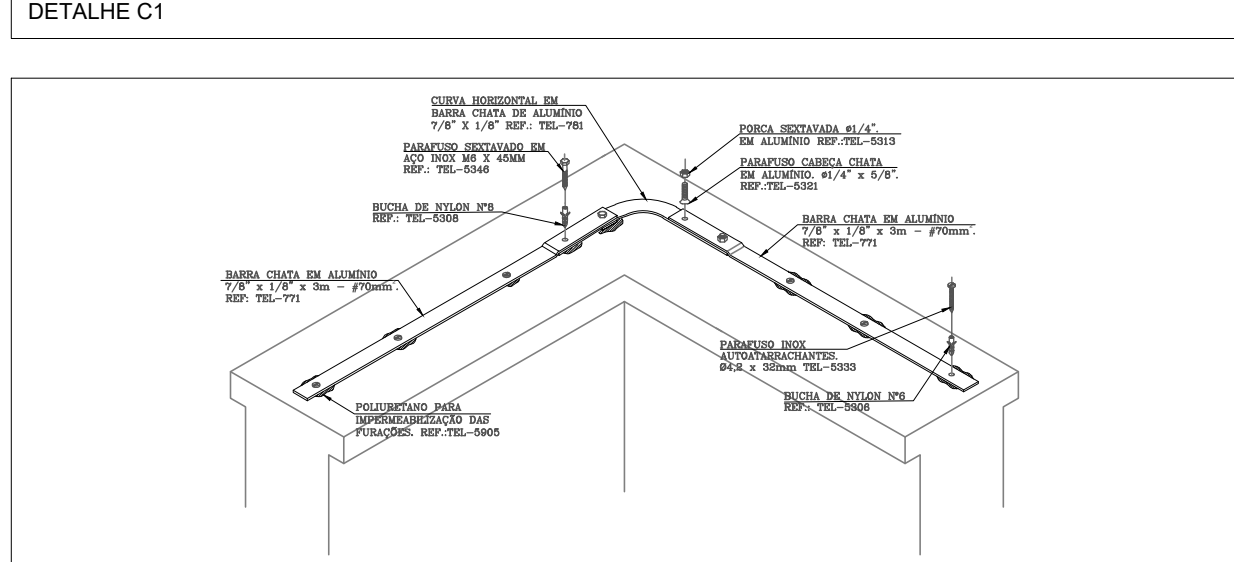 DETALHE C1
CURVA HORIZONTAL EM
BARRA CHATA DE ALUMÍNIO
7/8" X 1/8" REF.: TEL-781
PORCA SEXTAVADA ø1/4".
EM ALUMÍNIO REF.:TEL-5313
PARAFUSO SEXTAVADO EM
AÇO INOX M6 X 45MM
REF.: TEL-5346
PARAFUSO CABEÇA CHATA
EM ALUMÍNIO. ø1/4" x 5/8".
REF.:TEL-5321
BUCHA DE NYLON Nº8
REF.: TEL-5308
BARRA CHATA EM ALUMÍNIO
7/8" x 1/8" x 3m - #70mm².
REF: TEL-771
BARRA CHATA EM ALUMÍNIO
7/8" x 1/8" x 3m - #70mm².
REF: TEL-771
PARAFUSO INOX
AUTOATARRACHANTES.
Ø4,2 x 32mm TEL-5333
BUCHA DE NYLON Nº6
REF.: TEL-5306
POLIURETANO PARA
IMPERMEABILIZAÇÃO DAS
FURAÇÕES. REF.:TEL-5905